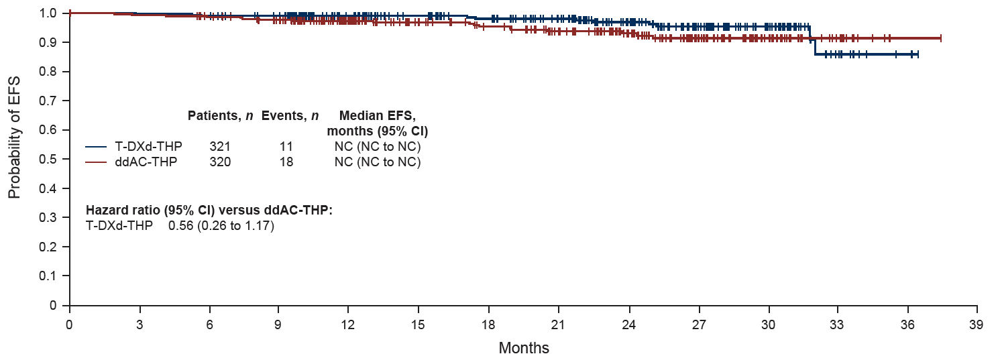 1.0
0.9
0.8
0.7
0.6
0.5
0.4
0.3
0.2
0.1
0
Probability of EFS
Patients, n Events, n Median EFS,
months (95% CI)
T-DXd-THP 321 11 NC (NC to NC)
ddAC-THP 320 18 NC (NC to NC)
Hazard ratio (95% CI) versus ddAC-THP:
T-DXd-THP 0.56 (0.26 to 1.17)
0 3 6 9 12 15 18 21 24 27 30 33 36 39
Months